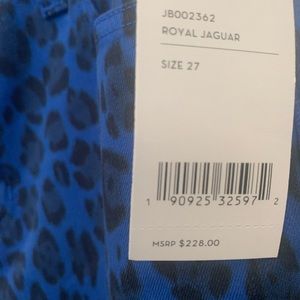 JB002362
ROYAL JAGUAR
SIZE 27
1 90925 32597 2
MSRP $228.00